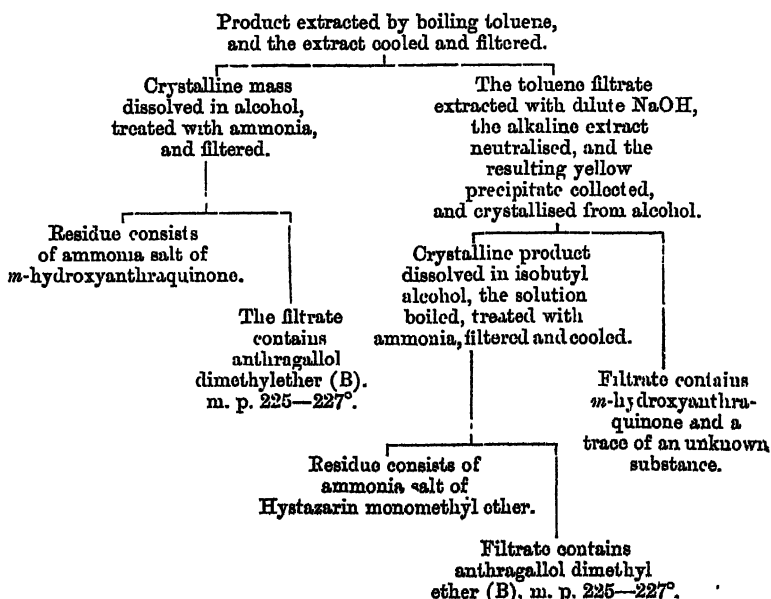 Product extracted by boiling toluene,
and the extract cooled and filtered.
Crystalline mass
dissolved in alcohol,
treated with ammonia,
and filtered.
Residue consists
of ammonia salt of
m-hydroxyanthraquinone.
The filtrate
contains
anthragallol
dimethylether (B).
m. p. 225—227°.
The toluene filtrate
extracted with dilute NaOH,
the alkaline extract
neutralised, and the
resulting yellow
precipitate collected,
and crystallised from alcohol.
Crystalline product
dissolved in isobutyl
alcohol, the solution
boiled, treated with
ammonia, filtered and cooled.
Residue consists of
ammonia salt of
Hystazarin monomethyl ether.
Filtrate contains
anthragallol dimethyl
ether (B), m. p. 225—227°.
Filtrate contains
m-hydroxyanthra-
quinone and a
trace of an unknown
substance.